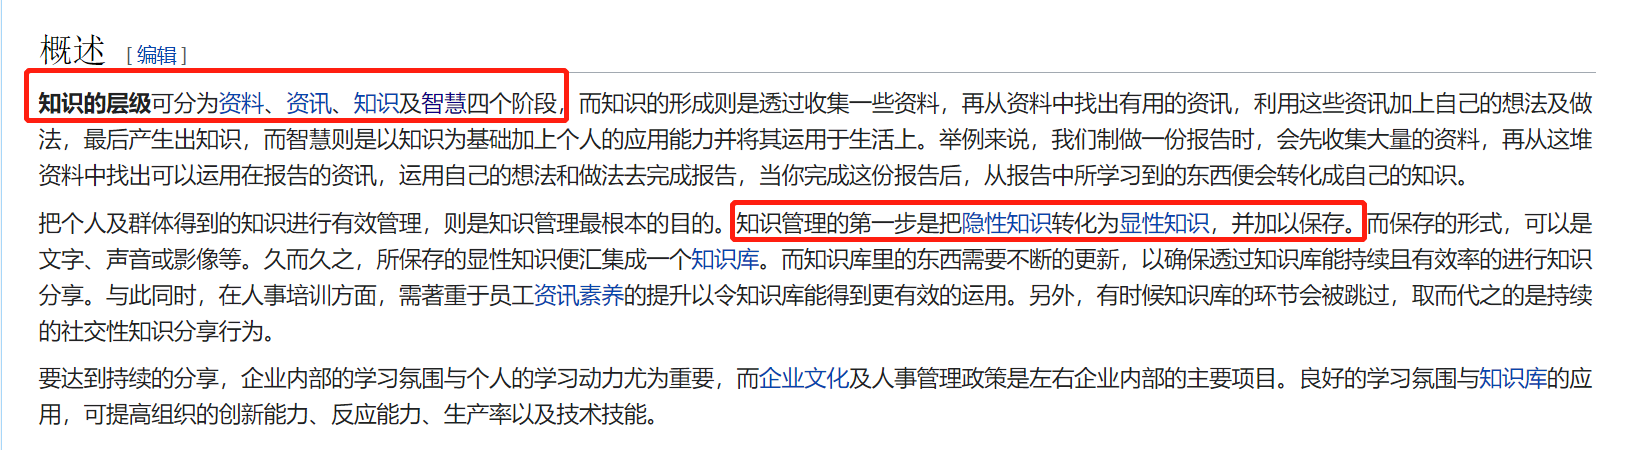 概述 [ 编辑 ]
知识的层级可分为资料、资讯、知识及智慧四个阶段，而知识的形成则是透过收集一些资料，再从资料中找出有用的资讯，利用这些资讯加上自己的想法及做
法，最后产生出知识，而智慧则是以知识为基础加上个人的应用能力并将其运用于生活上。举例来说，我们制做一份报告时，会先收集大量的资料，再从这堆
资料中找出可以运用在报告的资讯，运用自己的想法和做法去完成报告，当你完成这份报告后，从报告中所学习到的东西便会转化成自己的知识。
把个人及群体得到的知识进行有效管理，则是知识管理最根本的目的。知识管理的第一步是把隐性知识转化为显性知识，并加以保存。而保存的形式，可以是
文字、声音或影像等。久而久之，所保存的显性知识便汇集成一个知识库。而知识库里的东西需要不断的更新，以确保透过知识库能持续且有效率的进行知识
分享。与此同时，在人事培训方面，需著重于员工资讯素养的提升以令知识库能得到更有效的运用。另外，有时候知识库的环节会被跳过，取而代之的是持续
的社交性知识分享行为。
要达到持续的分享，企业内部的学习氛围与个人的学习动力尤为重要，而企业文化及人事管理政策是左右企业内部的主要项目。良好的学习氛围与知识库的应
用，可提高组织的创新能力、反应能力、生产率以及技术技能。